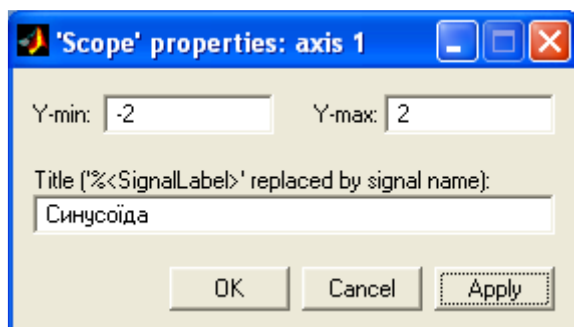 'Scope' properties: axis 1
Y-min: -2 Y-max: 2
Title ('%<SignalLabel>' replaced by signal name):
Синусоїда
OK Cancel Apply